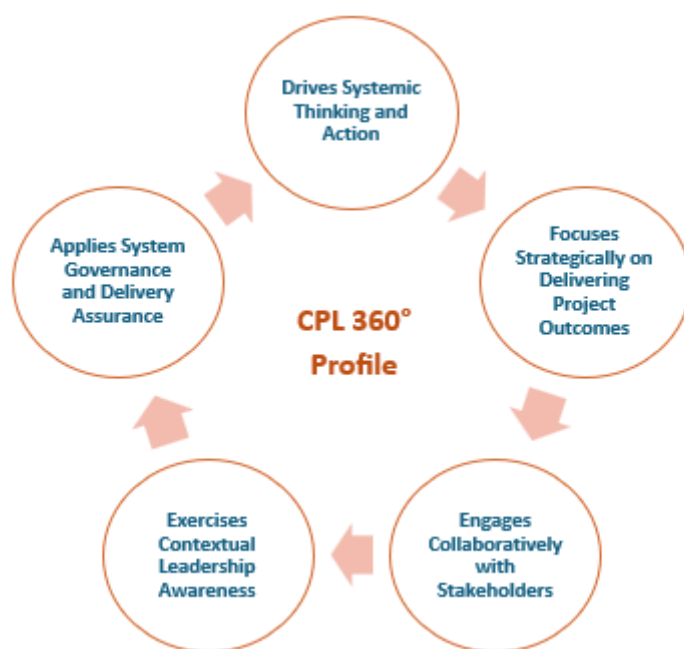 Drives Systemic
Thinking and
Action
Focuses
Strategically on
Delivering
Project
Outcomes
Engages
Collaboratively
with
Stakeholders
Exercises
Contextual
Leadership
Awareness
Applies System
Governance
and Delivery
Assurance
CPL 360°
Profile